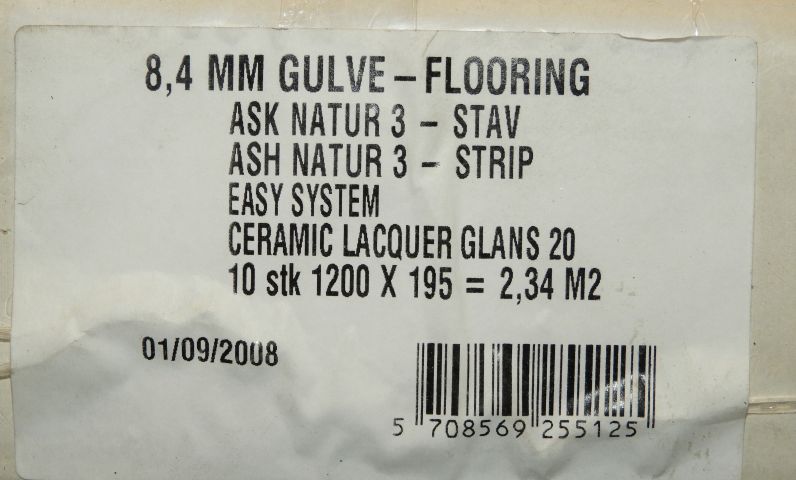 8,4 MM GULVE – FLOORING
ASK NATUR 3 – STAV
ASH NATUR 3 – STRIP
EASY SYSTEM
CERAMIC LACQUER GLANS 20
10 stk 1200 X 195 = 2,34 M2
01/09/2008
5 708569 255125